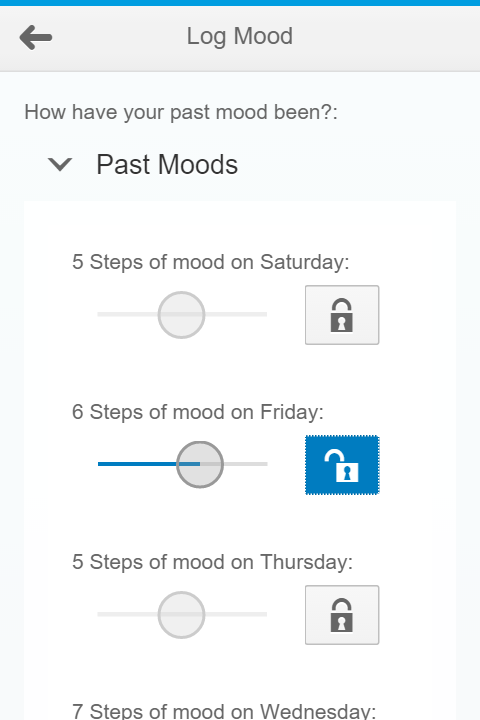 Log Mood
How have your past mood been?:
Past Moods
5 Steps of mood on Saturday:
6 Steps of mood on Friday:
5 Steps of mood on Thursday:
7 Steps of mood on Wednesday: